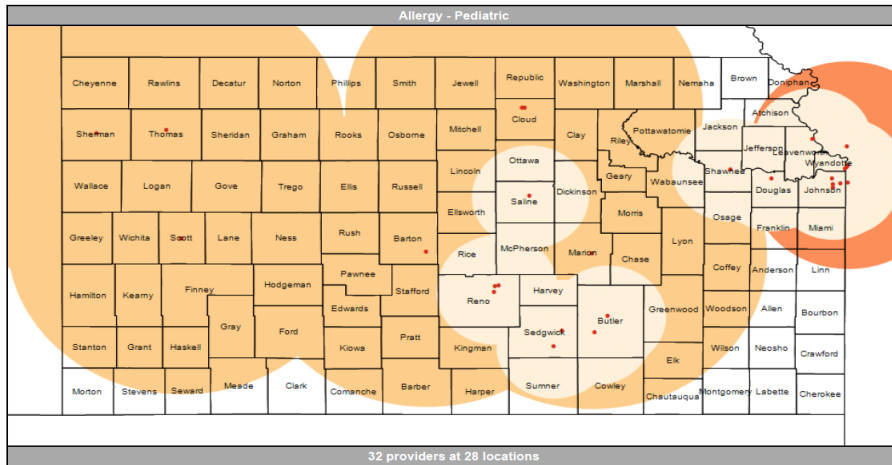 Allergy - Pediatric
Cheyenne Rawlins Decatur Norton Phillips Smith Jewell Republic Washington Marshall Nemaha Brown Doniphan
Sherman Thomas Sheridan Graham Rooks Osborne Mitchell Cloud Clay Riley Pottawatomie Jackson Atchison
Jefferson Leavenworth
Wyandotte
Wallace Logan Gove Trego Ellis Russell Lincoln Ottawa Saline Dickinson Geary Wabaunsee Shawnee Douglas Johnson
Greeley Wichita Scott Lane Ness Rush Barton Ellsworth Rice McPherson Marion Morris Chase Lyon Osage Franklin Miami
Hamilton Kearny Finney Hodgeman Pawnee Stafford Reno Harvey Butler Greenwood Coffey Anderson Linn
Gray Ford Edwards Sedgwick Woodson Allen Bourbon
Stanton Grant Haskell Kiowa Pratt Kingman Elk Wilson Neosho Crawford
Morton Stevens Seward Meade Clark Comanche Barber Harper Sumner Cowley Chautauqua Montgomery Labette Cherokee
32 providers at 28 locations